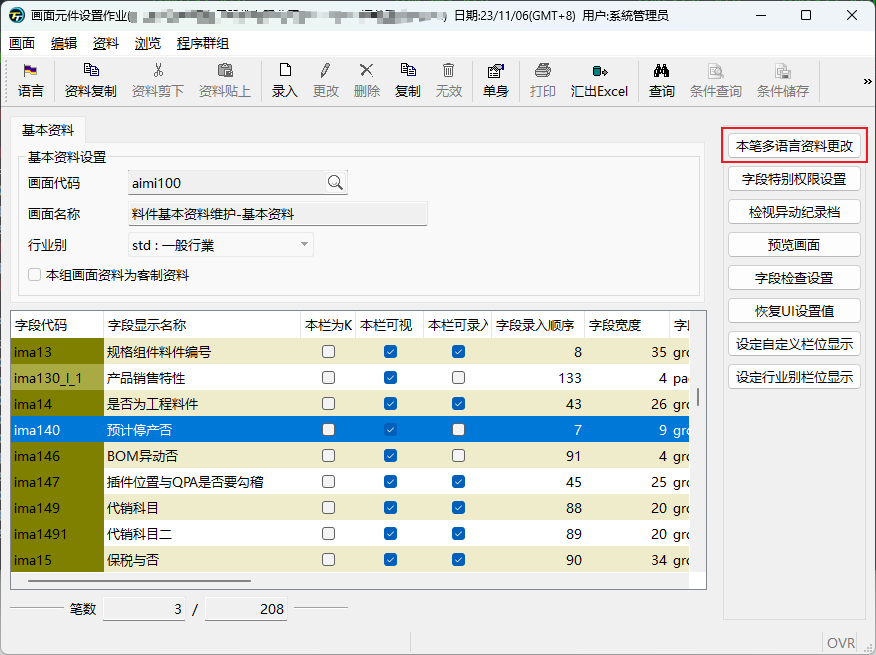 画面元件设置作业( ) 日期:23/11/06(GMT+8) 用户:系统管理员
画面 编辑 资料 浏览 程序群组
语言 资料复制 资料剪下 资料贴上 录入 更改 删除 复制 无效 单身 打印 汇出Excel 查询 条件查询 条件储存 »
基本资料
基本资料设置
画面代码 aimi100
画面名称 料件基本资料维护-基本资料
行业别 std : 一般行業
本组画面资料为客制资料
本笔多语言资料更改
字段特别权限设置
检视异动纪录档
预览画面
字段检查设置
恢复UI设置值
设定自定义栏位显示
设定行业别栏位显示
字段代码 字段显示名称 本栏为K 本栏可视 本栏可录入 字段录入顺序 字段宽度 字
ima13 规格组件料件编号 8 35 gro
ima130_l_1 产品销售特性 133 4 pa
ima14 是否为工程料件 43 26 gro
ima140 预计停产否 7 9 gro
ima146 BOM异动否 91 4 gro
ima147 插件位置与QPA是否要勾稽 45 25 gro
ima149 代销科目 88 20 gro
ima1491 代销科目二 89 20 gro
ima15 保税与否 90 34 gro
笔数 3 / 208
OVR